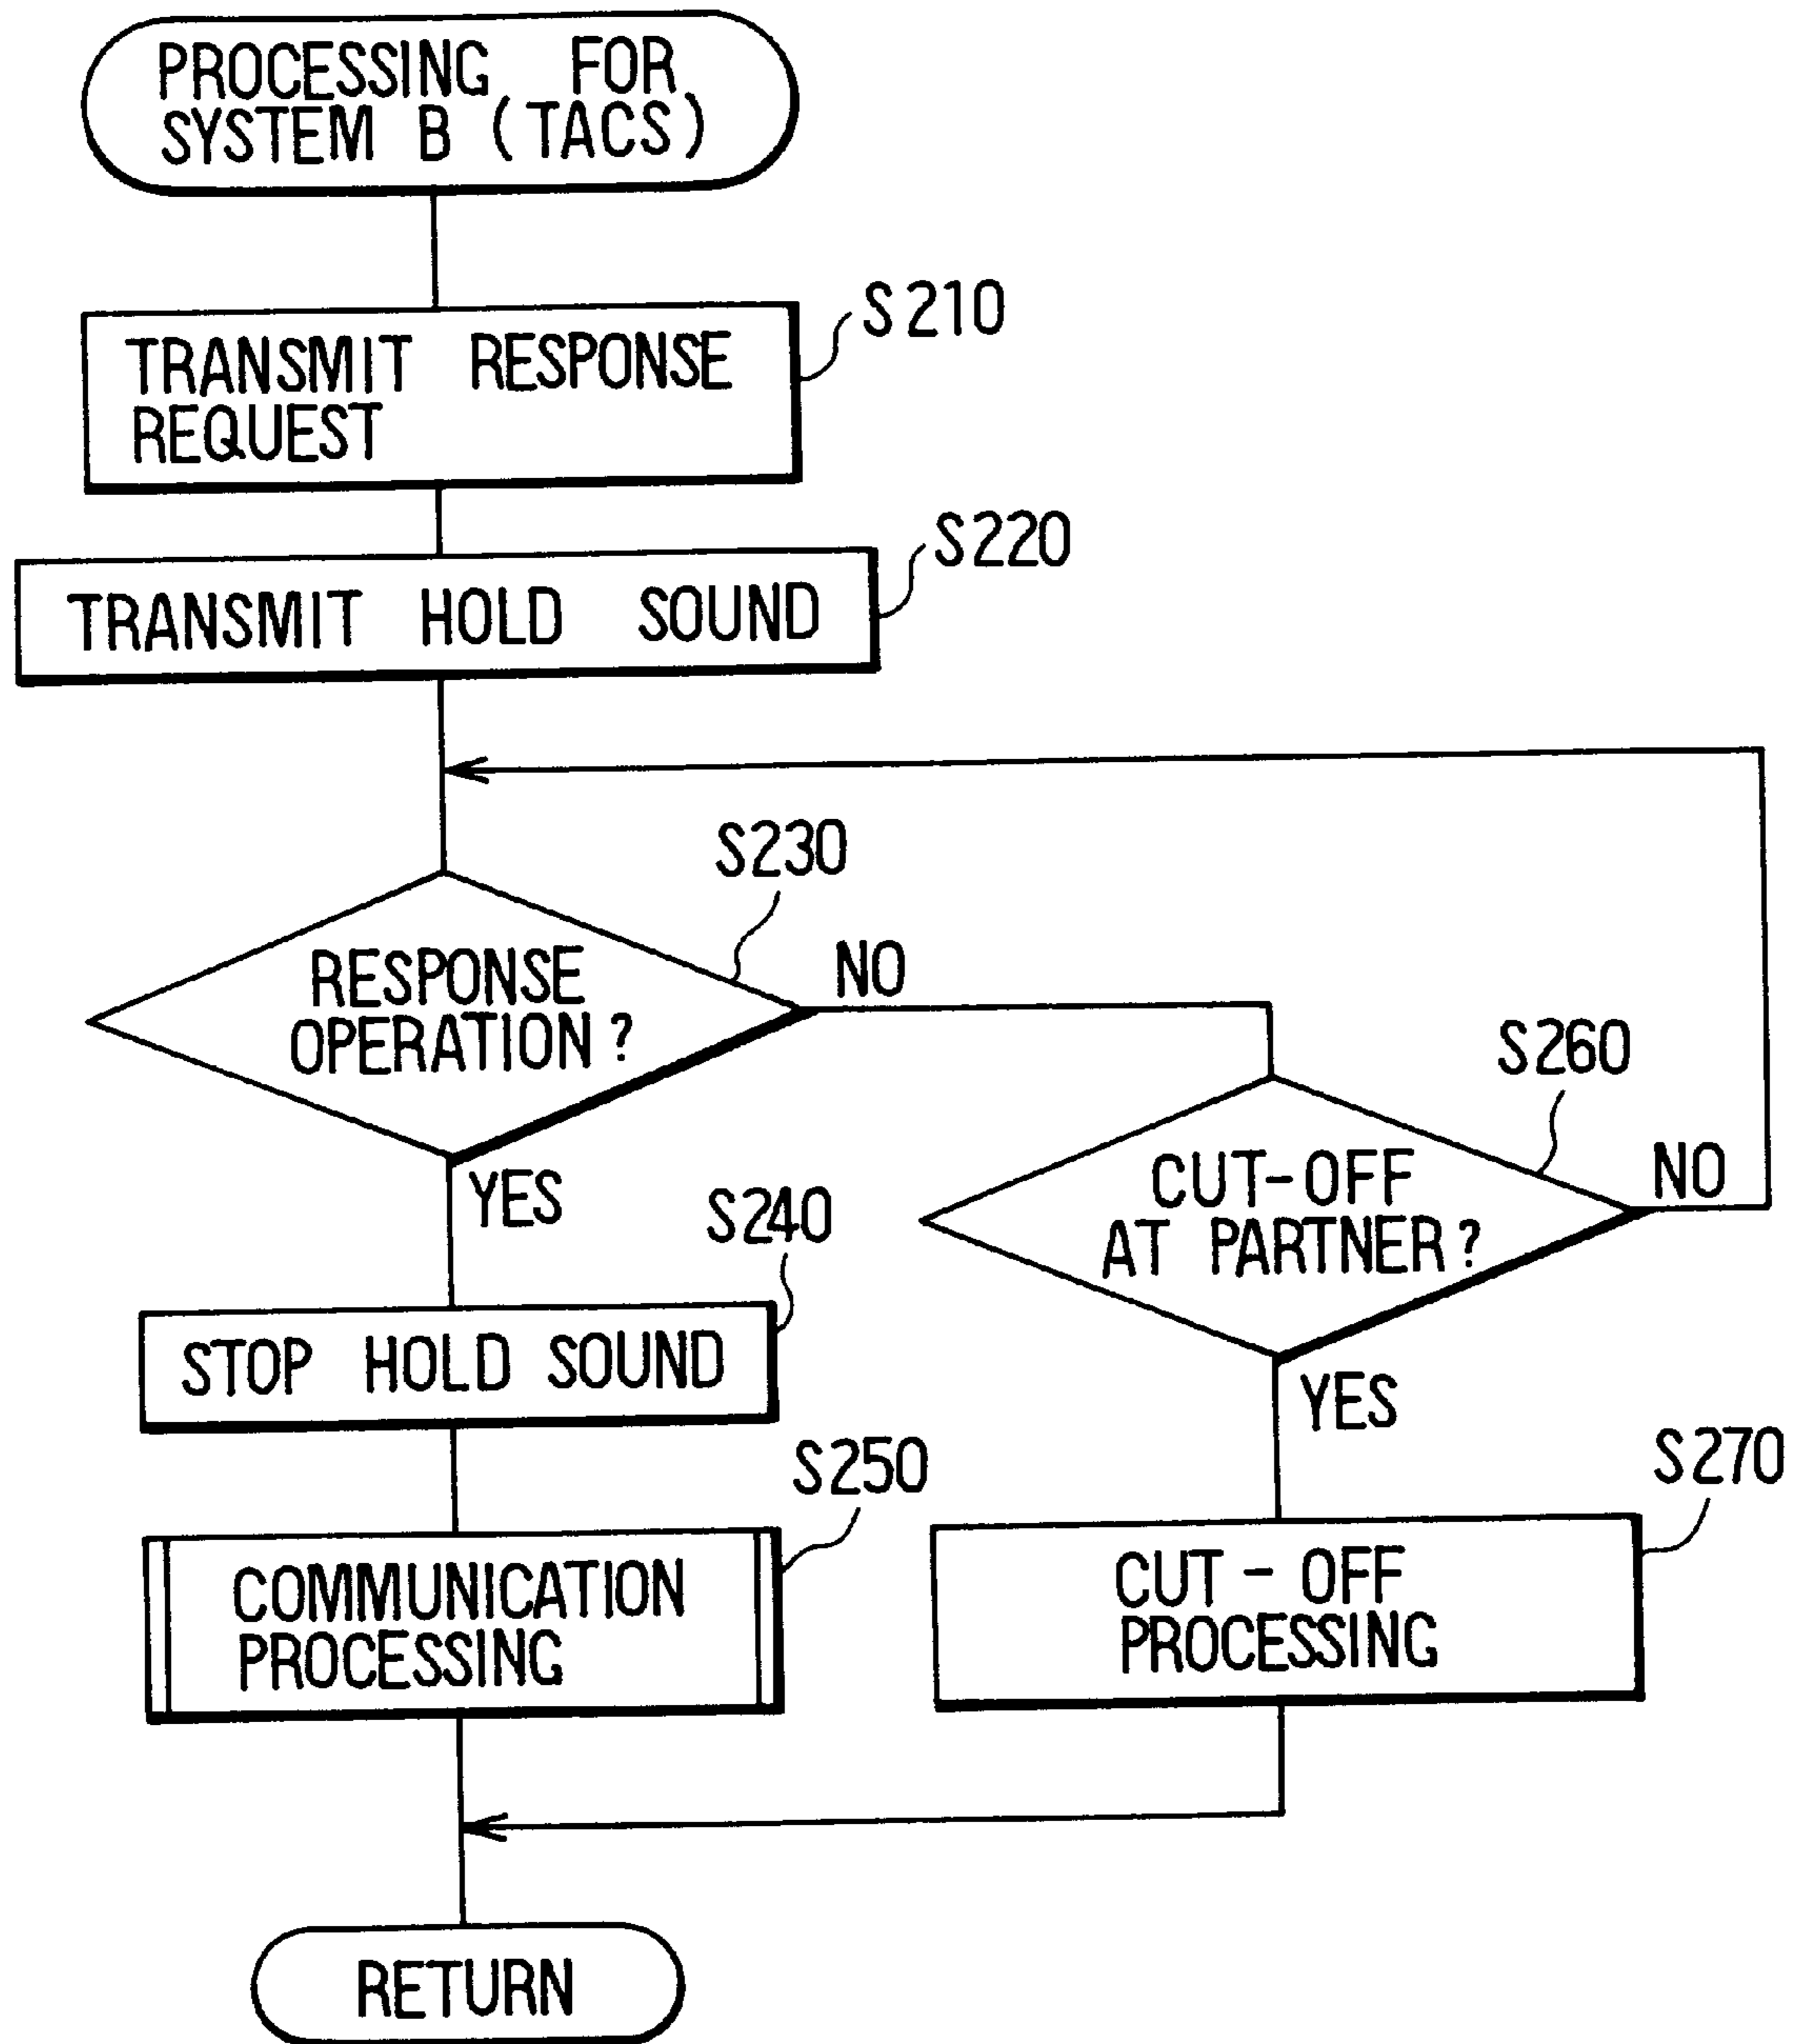 PROCESSING FOR
SYSTEM B (TACS)
S210
TRANSMIT RESPONSE
REQUEST
S220
TRANSMIT HOLD SOUND
S230
RESPONSE
OPERATION?
NO
YES
S260
CUT-OFF
AT PARTNER?
NO
YES
S240
STOP HOLD SOUND
S250
COMMUNICATION
PROCESSING
S270
CUT-OFF
PROCESSING
RETURN